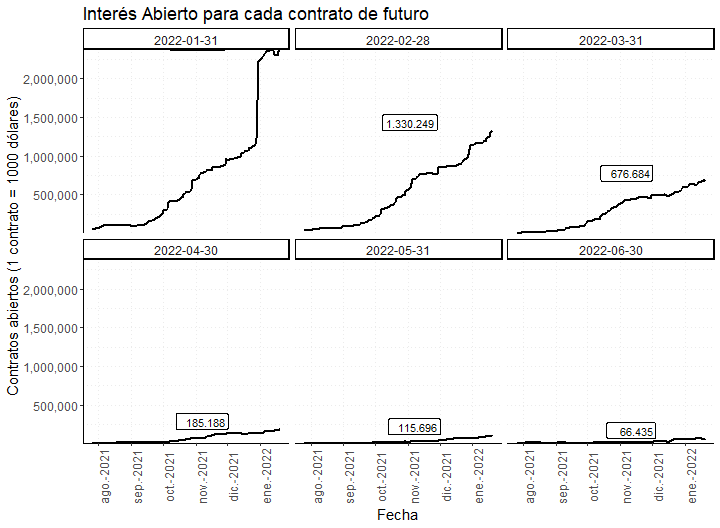 Interés Abierto para cada contrato de futuro
2022-01-31
2022-02-28
2022-03-31
2,000,000
1,500,000
1,000,000
500,000
1.330.249
676.684
2022-04-30
2022-05-31
2022-06-30
2,000,000
1,500,000
1,000,000
500,000
185.188
115.696
66.435
Contratos abiertos (1 contrato = 1000 dólares)
ago.-2021
sep.-2021
oct.-2021
nov.-2021
dic.-2021
ene.-2022
ago.-2021
sep.-2021
oct.-2021
nov.-2021
dic.-2021
ene.-2022
ago.-2021
sep.-2021
oct.-2021
nov.-2021
dic.-2021
ene.-2022
Fecha